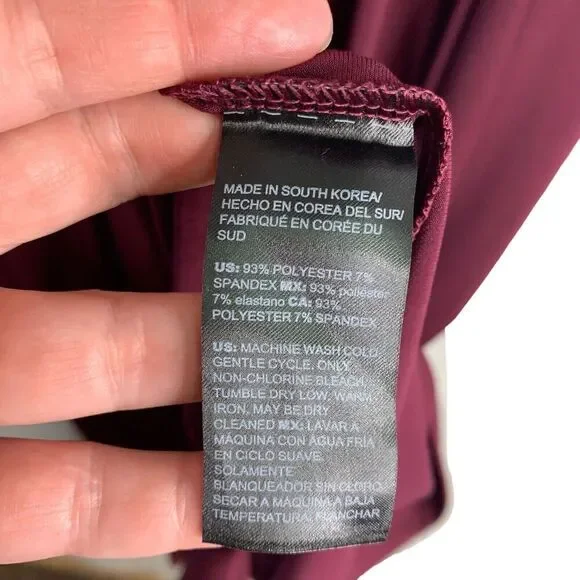 MADE IN SOUTH KOREA/
HECHO EN COREA DEL SUR/
FABRIQUÉ EN CORÉE DU
SUD
US: 93% POLYESTER 7%
SPANDEX MX: 93% poliéster
7% elastano CA: 93%
POLYESTER 7% SPANDEX
US: MACHINE WASH COLD,
GENTLE CYCLE. ONLY
NON-CHLORINE BLEACH.
TUMBLE DRY LOW. WARM
IRON. MAY BE DRY
CLEANED MX: LAVAR A
MÁQUINA CON AGUA FRÍA
EN CICLO SUAVE.
SOLAMENTE
BLANQUEADOR SIN CLORO.
SECAR A MÁQUINA A BAJA
TEMPERATURA. PLANCHAR